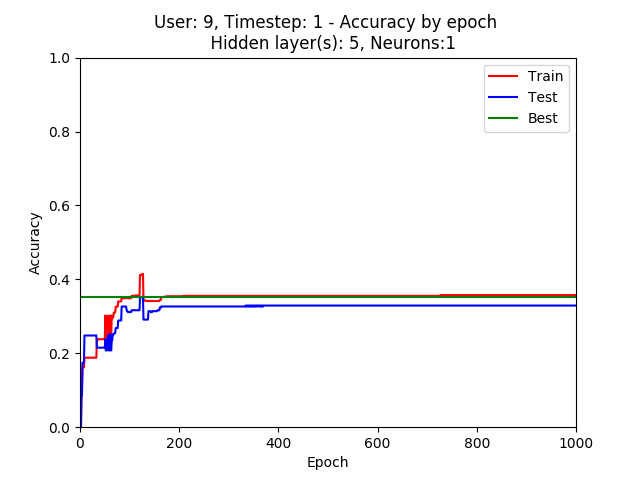 User: 9, Timestep: 1 - Accuracy by epoch
Hidden layer(s): 5, Neurons:1
Train
Test
Best
Accuracy
1.0
0.8
0.6
0.4
0.2
0.0
0 200 400 600 800 1000
Epoch